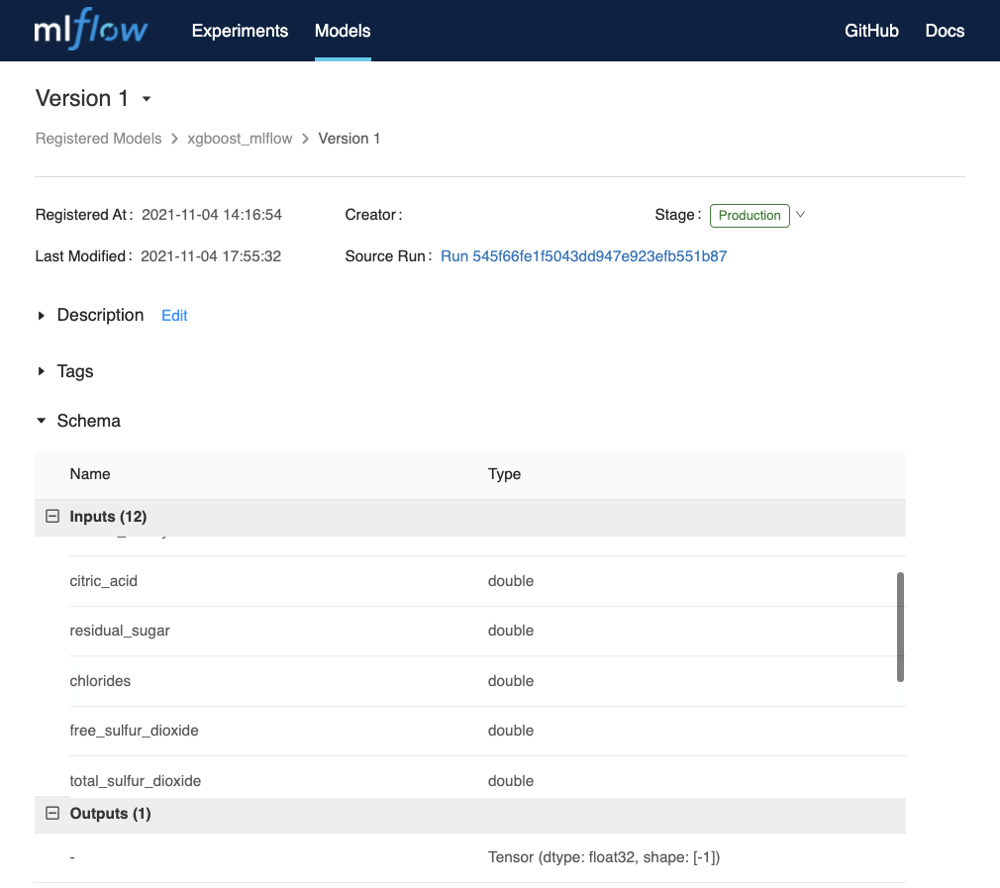 mlflow Experiments Models GitHub Docs
Version 1
Registered Models > xgboost_mlflow > Version 1
Registered At: 2021-11-04 14:16:54 Creator: Stage: Production
Last Modified: 2021-11-04 17:55:32 Source Run: Run 545f66fe1f5043dd947e923efb551b87
Description Edit
Tags
Schema
Name Type
Inputs (12)
citric_acid double
residual_sugar double
chlorides double
free_sulfur_dioxide double
total_sulfur_dioxide double
Outputs (1)
- Tensor (dtype: float32, shape: [-1])